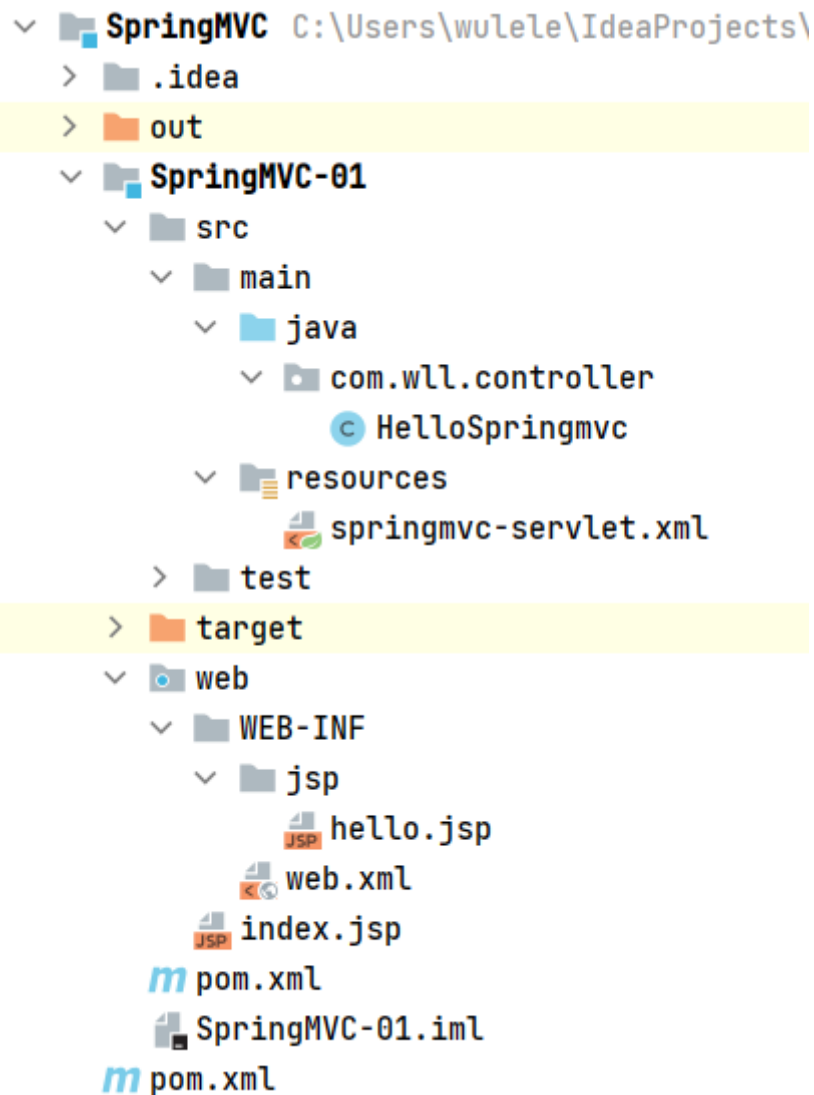 SpringMVC C:\Users\wulele\IdeaProjects\
.idea
out
SpringMVC-01
src
main
java
com.wll.controller
HelloSpringmvc
resources
springmvc-servlet.xml
test
target
web
WEB-INF
jsp
hello.jsp
web.xml
index.jsp
pom.xml
SpringMVC-01.iml
pom.xml